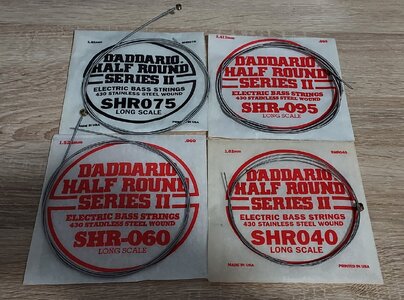 DADDARIO
HALF ROUND
SERIES II
ELECTRIC BASS STRINGS
430 STAINLESS STEEL WOUND
SHR075
LONG SCALE
DADDARIO
HALF ROUND
SERIES II
ELECTRIC BASS STRINGS
430 STAINLESS STEEL WOUND
SHR-095
LONG SCALE
.060
DADDARIO
HALF ROUND
SERIES II
ELECTRIC BASS STRINGS
430 STAINLESS STEEL WOUND
SHR-060
LONG SCALE
1.02mm SHR040
DADDARIO
HALF ROUND
SERIES II
ELECTRIC BASS STRINGS
430 STAINLESS STEEL WOUND
SHR040
LONG SCALE
MADE IN USA PRINTED IN USA